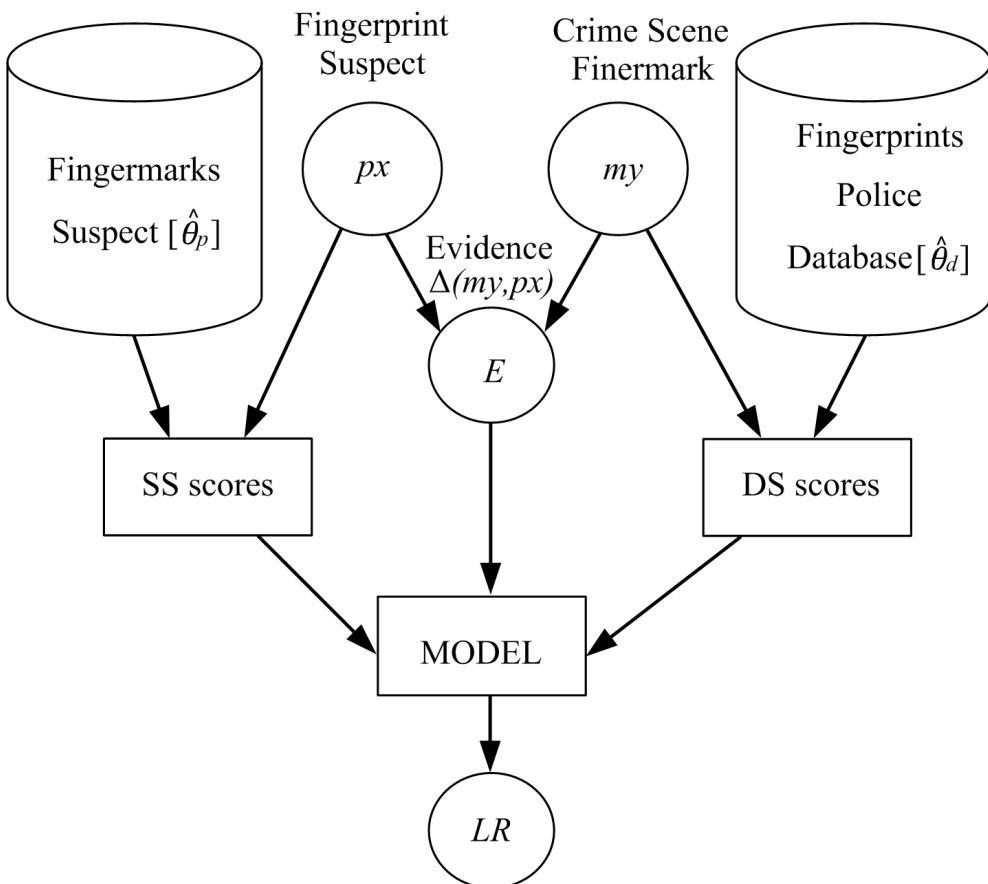 Fingerprint
Suspect
Crime Scene
Finermark
Fingermarks
Suspect [θ̂p]
px
my
Fingerprints
Police
Database[θ̂d]
Evidence
Δ(my,px)
E
SS scores
DS scores
MODEL
LR